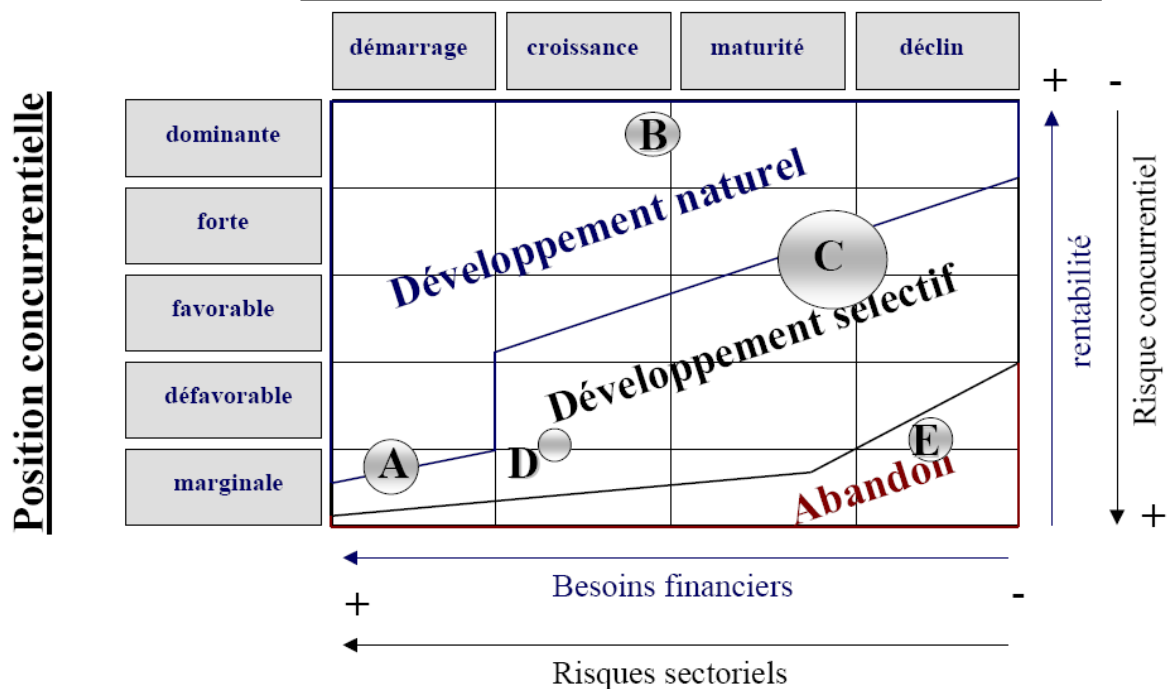 démarrage
croissance
maturité
déclin
+
-
Position concurrentielle
dominante
forte
favorable
défavorable
marginale
B
Développement naturel
C
Développement sélectif
A
D
E
Abandon
rentabilité
Risque concurrentiel
+
Besoins financiers
+
-
Risques sectoriels